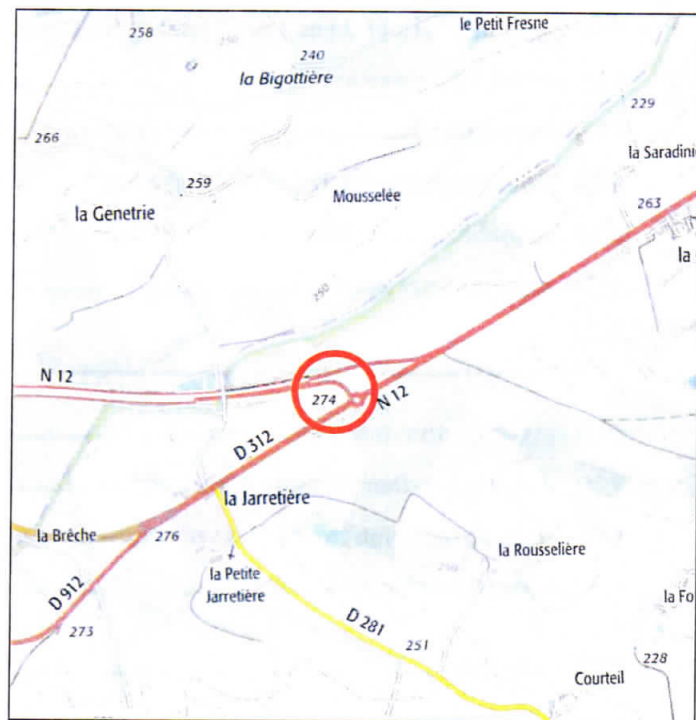 le Petit Fresne
258
240
la Bigottière
229
266
la Saradini
259
Mousselée
263
la Genetrie
la
250
N 12
274
N 12
D 312
la Jarretière
la Brêche
276
la Rousselière
la Petite
Jarretière
D 912
la Fo
D 281
273
251
228
Courteil